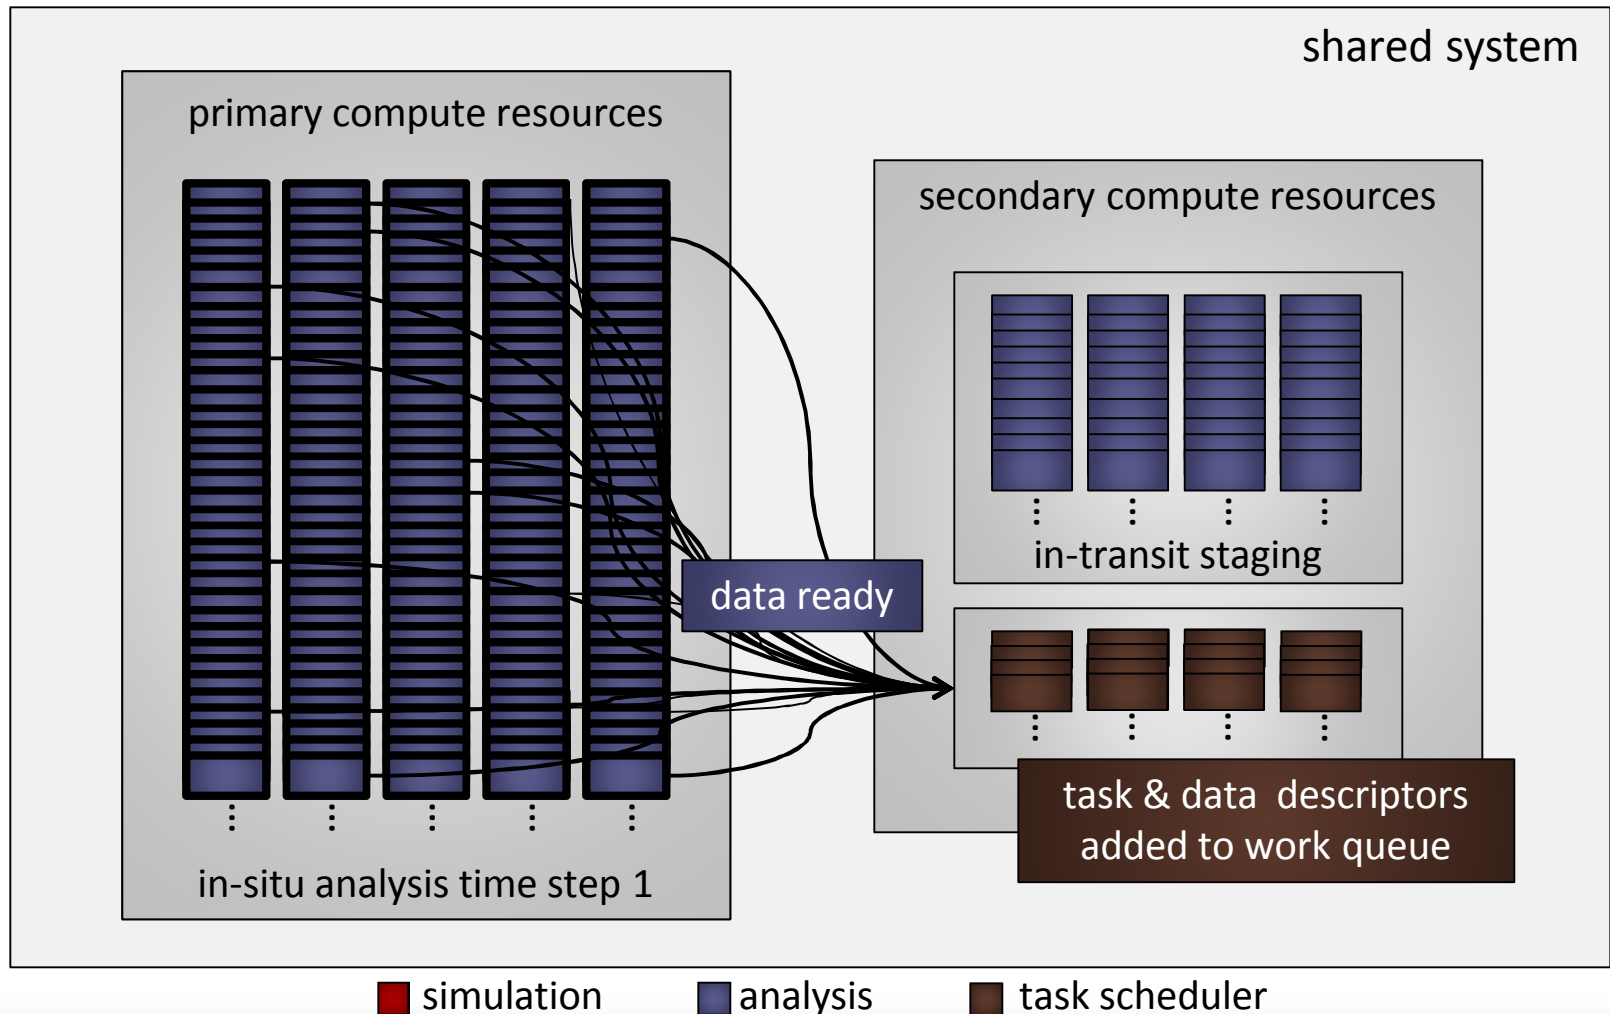 shared system
primary compute resources
secondary compute resources
in-transit staging
data ready
task & data descriptors
added to work queue
in-situ analysis time step 1
simulation
analysis
task scheduler